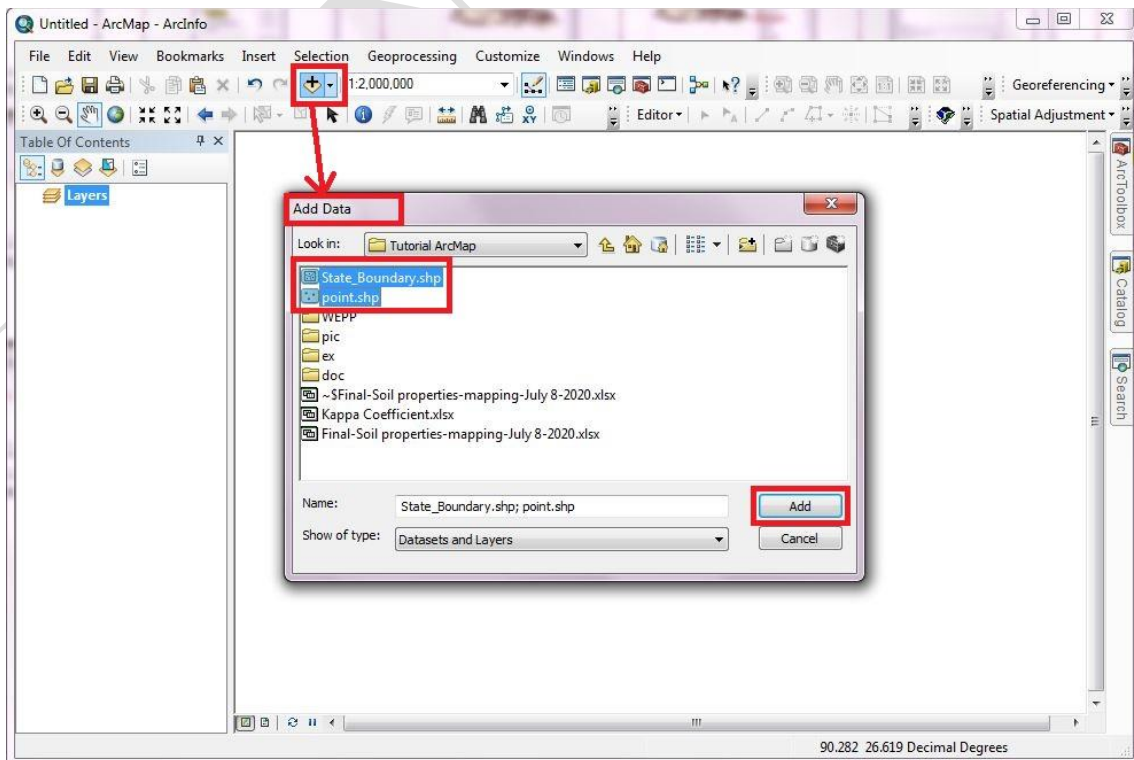 Untitled - ArcMap - ArcInfo
File Edit View Bookmarks Insert Selection Geoprocessing Customize Windows Help
1:2,000,000 Georeferencing
Editor Spatial Adjustment
Table Of Contents
Layers
Add Data
Look in: Tutorial ArcMap
State_Boundary.shp
point.shp
WEPP
pic
ex
doc
~$Final-Soil properties-mapping-July 8-2020.xlsx
Kappa Coefficient.xlsx
Final-Soil properties-mapping-July 8-2020.xlsx
Name: State_Boundary.shp; point.shp Add
Show of type: Datasets and Layers Cancel
ArcToolbox
Catalog
Search
90.282 26.619 Decimal Degrees